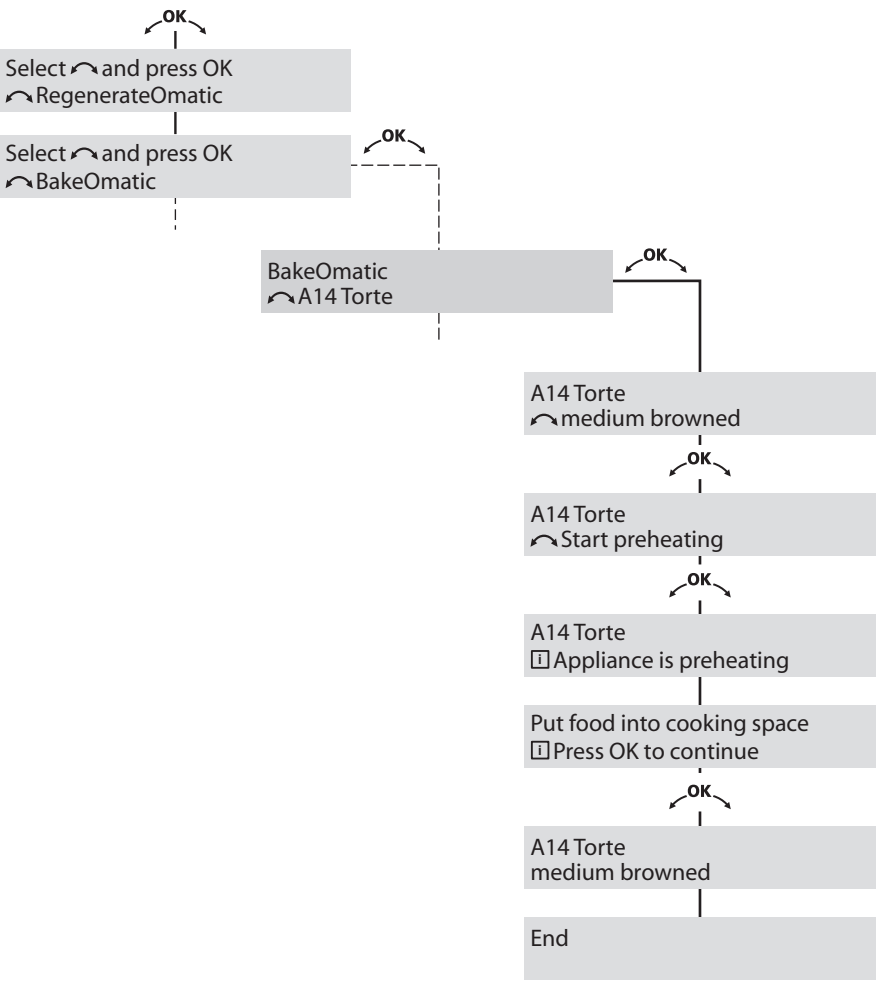 OK
Select and press OK
RegenerateOmatic
Select and press OK
BakeOmatic
OK
BakeOmatic
A14 Torte
OK
A14 Torte
medium browned
OK
A14 Torte
Start preheating
OK
A14 Torte
i Appliance is preheating
Put food into cooking space
i Press OK to continue
OK
A14 Torte
medium browned
End